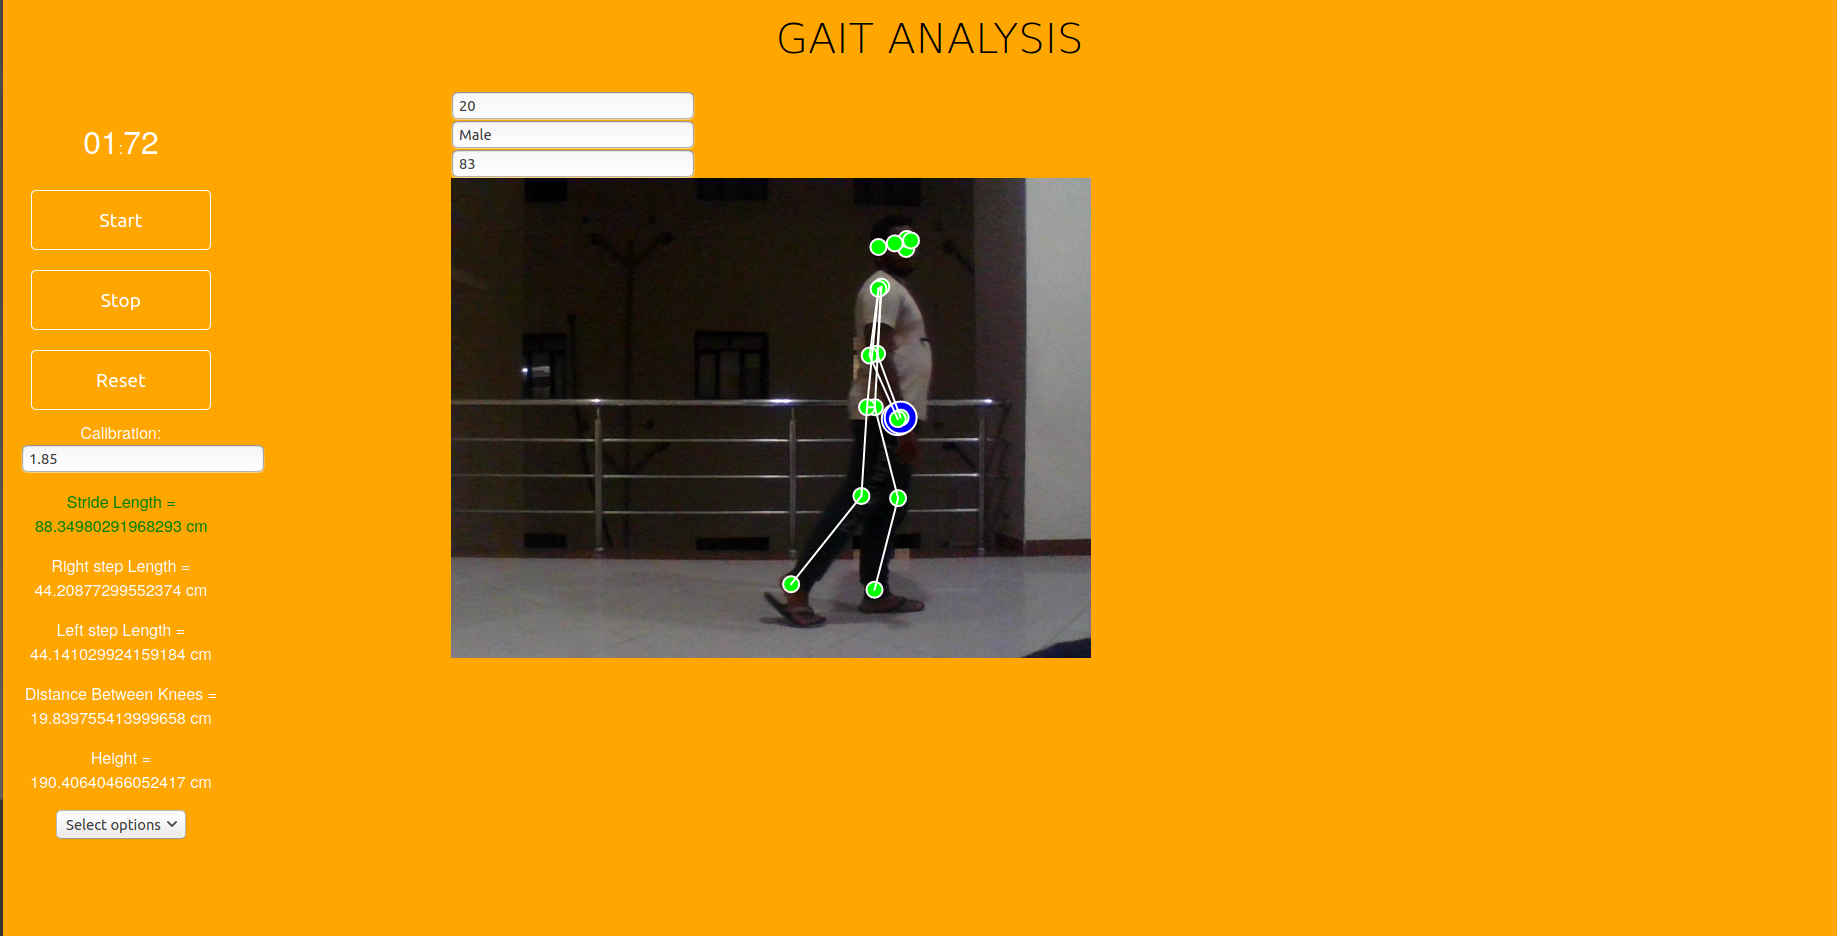 GAIT ANALYSIS
01:72
Start
Stop
Reset
Calibration:
1.85
Stride Length =
88.34980291968293 cm
Right step Length =
44.20877299552374 cm
Left step Length =
44.141029924159184 cm
Distance Between Knees =
19.839755413999658 cm
Height =
190.40640466052417 cm
Select options
20
Male
83